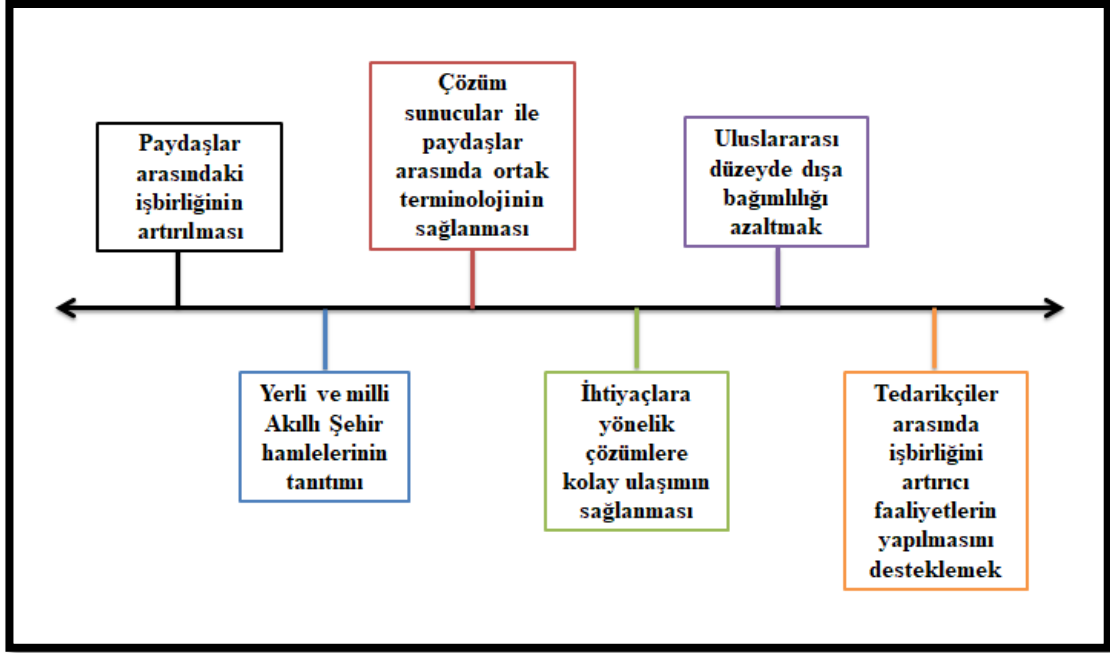 Paydaşlar
arasındaki
işbirliğinin
artırılması
Yerli ve milli
Akıllı Şehir
hamlelerinin
tanıtımı
Çözüm
sunucular ile
paydaşlar
arasında ortak
terminolojinin
sağlanması
İhtiyaçlara
yönelik
çözümlere
kolay ulaşımın
sağlanması
Uluslararası
düzeyde dışa
bağımlılığı
azaltmak
Tedarikçiler
arasında
işbirliğini
artırıcı
faaliyetlerin
yapılmasını
desteklemek